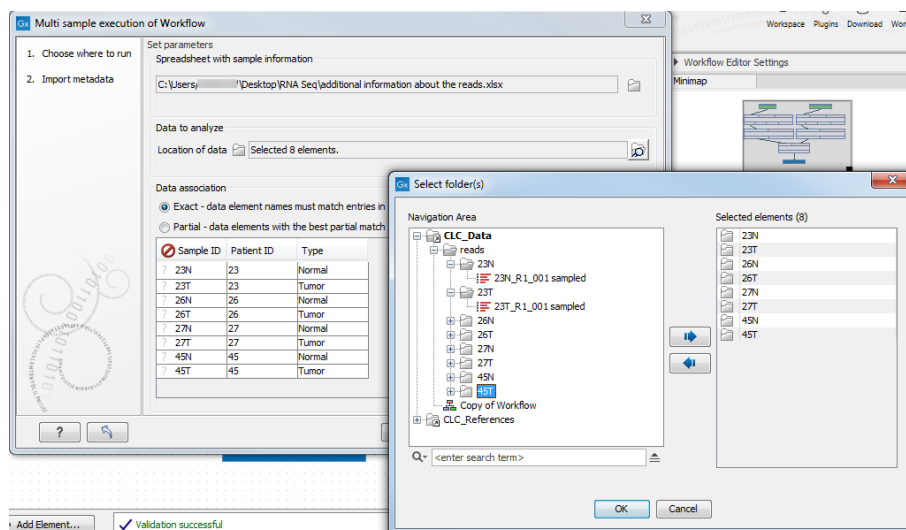 Gx Multi sample execution of Workflow
Workspace Plugins Download
1. Choose where to run
2. Import metadata
Set parameters
Spreadsheet with sample information
C:\Users\ \Desktop\RNA Seq\additional information about the reads.xlsx
Data to analyze
Location of data Selected 8 elements.
Data association
Exact - data element names must match entries in
Partial - data elements with the best partial match
Sample ID Patient ID Type
? 23N 23 Normal
? 23T 23 Tumor
? 26N 26 Normal
? 26T 26 Tumor
? 27N 27 Normal
? 27T 27 Tumor
? 45N 45 Normal
? 45T 45 Tumor
?
Workflow Editor Settings
Minimap
Gx Select folder(s)
Navigation Area
CLC_Data
reads
23N
23N_R1_001 sampled
23T
23T_R1_001 sampled
26N
26T
27N
27T
45N
45T
Copy of Workflow
CLC_References
<enter search term>
Selected elements (8)
23N
23T
26N
26T
27N
27T
45N
45T
OK Cancel
Add Element...
Validation successful